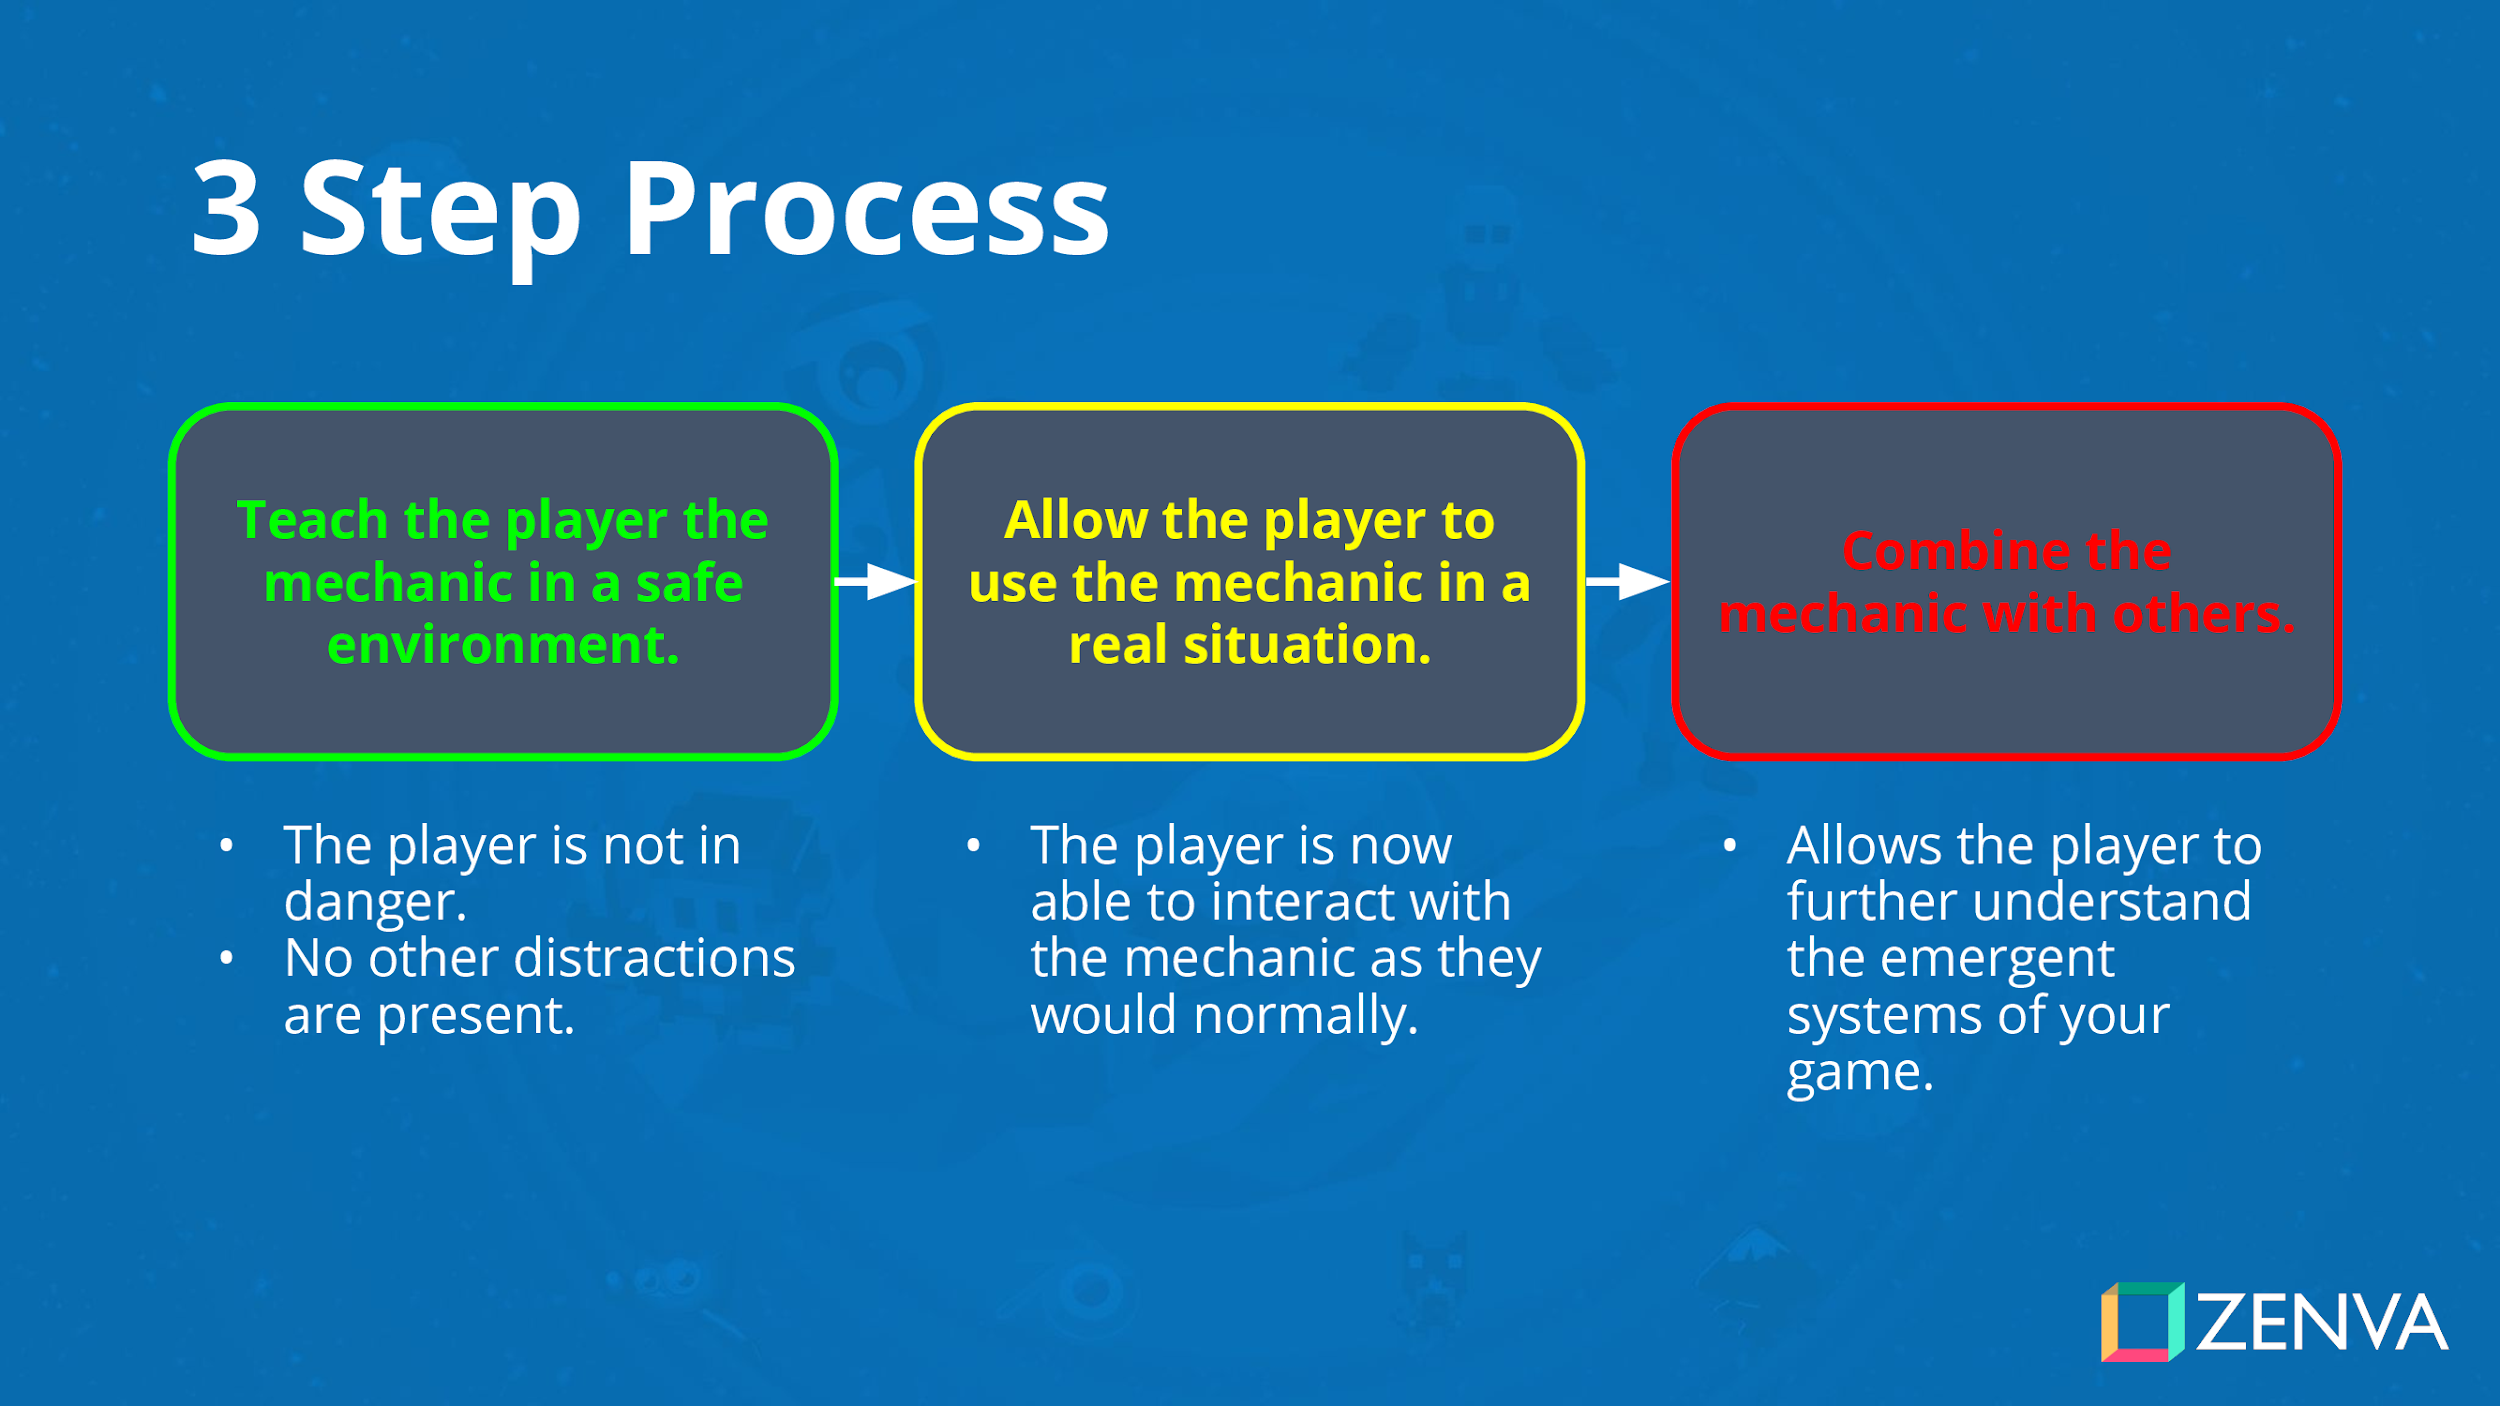 3 Step Process
Teach the player the
mechanic in a safe
environment.
Allow the player to
use the mechanic in a
real situation.
Combine the
mechanic with others.
• The player is not in
danger.
• No other distractions
are present.
• The player is now
able to interact with
the mechanic as they
would normally.
• Allows the player to
further understand
the emergent
systems of your
game.
ZENVA